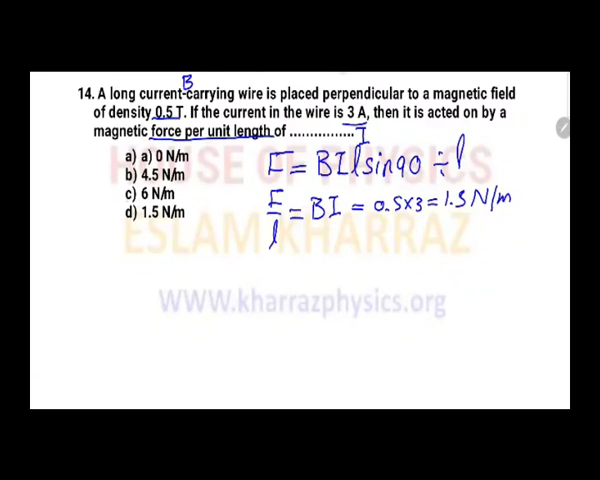 B
14. A long current-carrying wire is placed perpendicular to a magnetic field
of density 0.5 T. If the current in the wire is 3 A, then it is acted on by a
magnetic force per unit length of ................
I
a) a) 0 N/m
b) 4.5 N/m
c) 6 N/m
d) 1.5 N/m
F = BIl sin90 ÷ l
F/l = BI = 0.5×3 = 1.5 N/m
HOUSE OF PHYSICS
ESLAM KHARRAZ
www.kharrazphysics.org